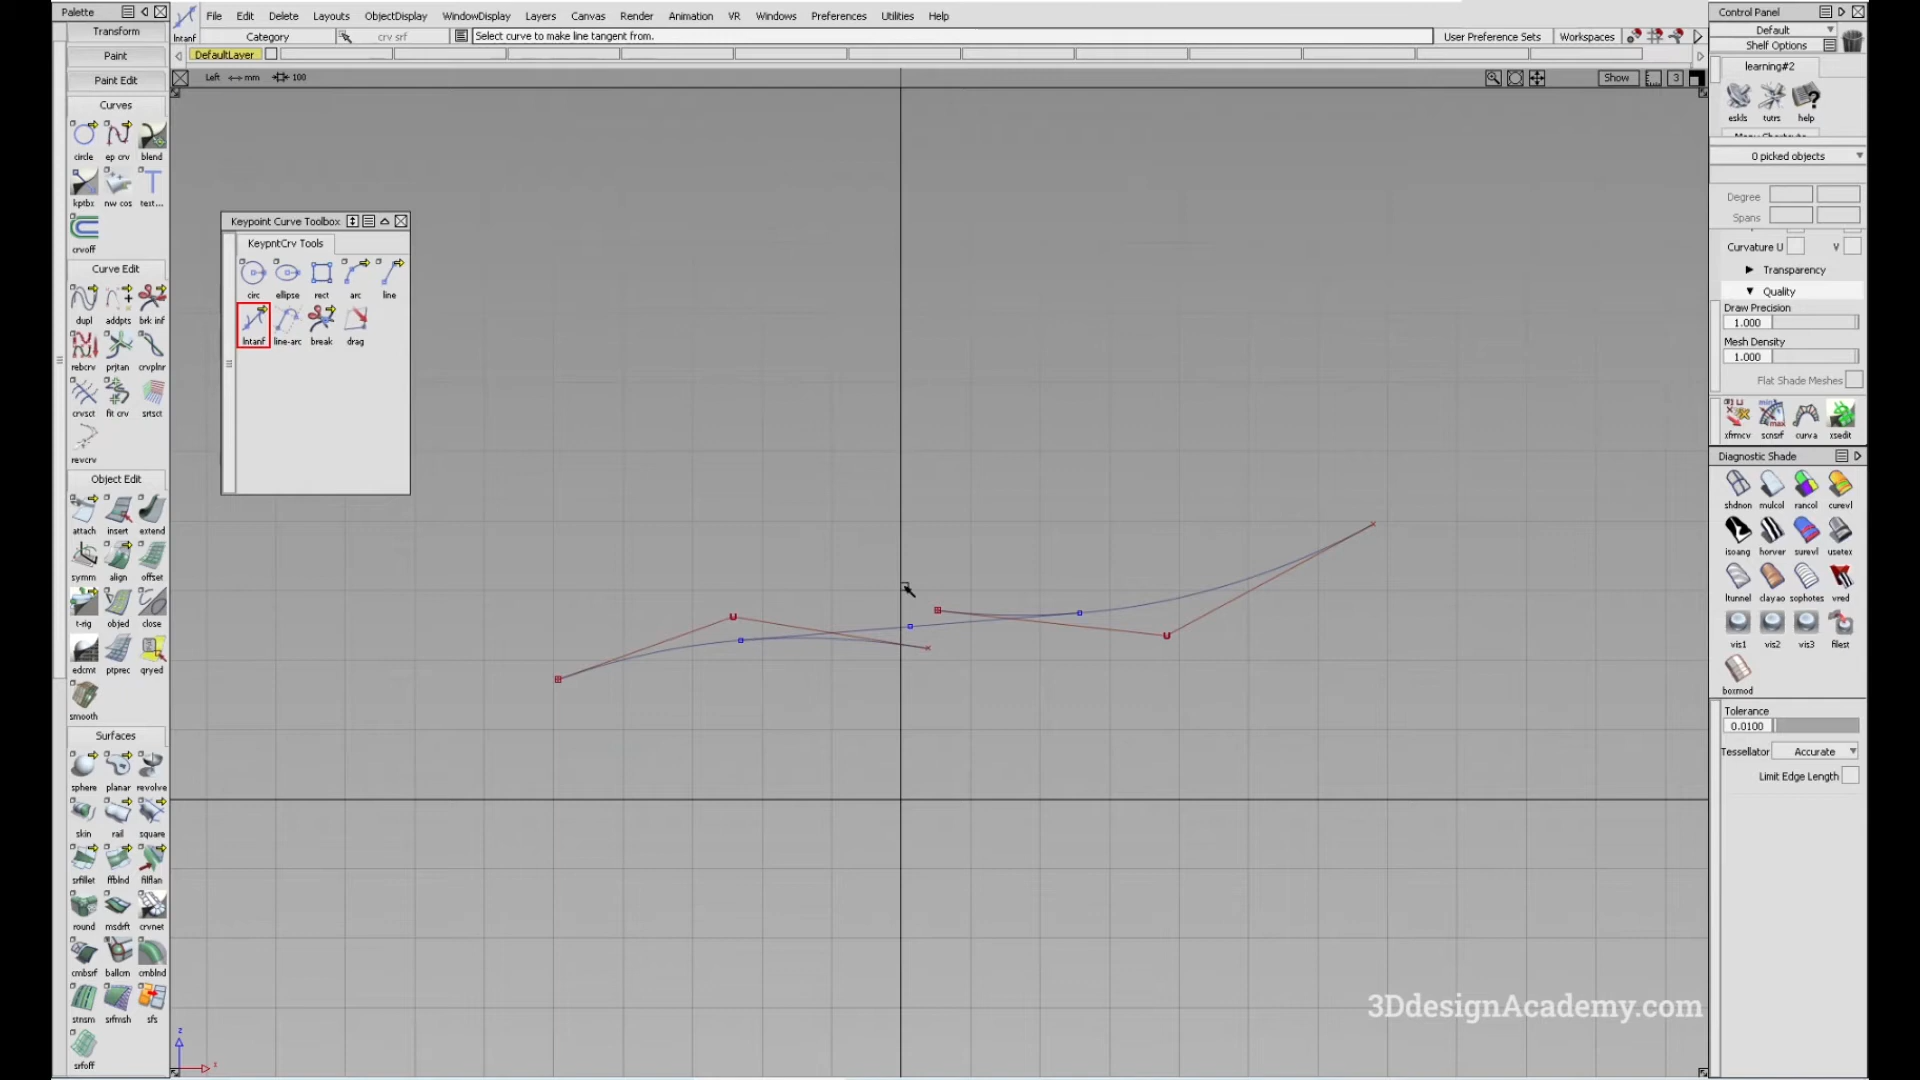 Palette
Transform
Paint
Paint Edit
Curves
circle ep crv blend
kptbx nw cos text...
crvoff
Curve Edit
dupl addpts brk inf
rebcrv prjtan crvplnr
crvsct fit crv srtsct
revcrv
Object Edit
attach insert extend
symm align offset
t-rig objed close
edcmt ptprec qryed
smooth
Surfaces
sphere planar revolve
skin rail square
srfillet ffblnd filflan
round msdrft crvnet
cmbsrf ballcrn cmblnd
stnsm srfmsh sfs
srfoff
File Edit Delete Layouts ObjectDisplay WindowDisplay Layers Canvas Render Animation VR Windows Preferences Utilities Help
lntanf Category crv srf Select curve to make line tangent from. User Preference Sets Workspaces
DefaultLayer
Left mm 100 Show 3
Keypoint Curve Toolbox
KeypntCrv Tools
circ ellipse rect arc line
lntanf line-arc break drag
Control Panel
Default
Shelf Options
learning#2
eskls tutrs help
0 picked objects
Degree
Spans
Curvature U V
Transparency
Quality
Draw Precision
1.000
Mesh Density
1.000
Flat Shade Meshes
xfrmcv scnsrf curva xsedit
Diagnostic Shade
shdnon mulcol rancol curevl
isoang horver surevl usetex
ltunnel clayao sophotes vred
vis1 vis2 vis3 filest
boxmod
Tolerance
0.0100
Tessellator Accurate
Limit Edge Length
z
x
3DdesignAcademy.com